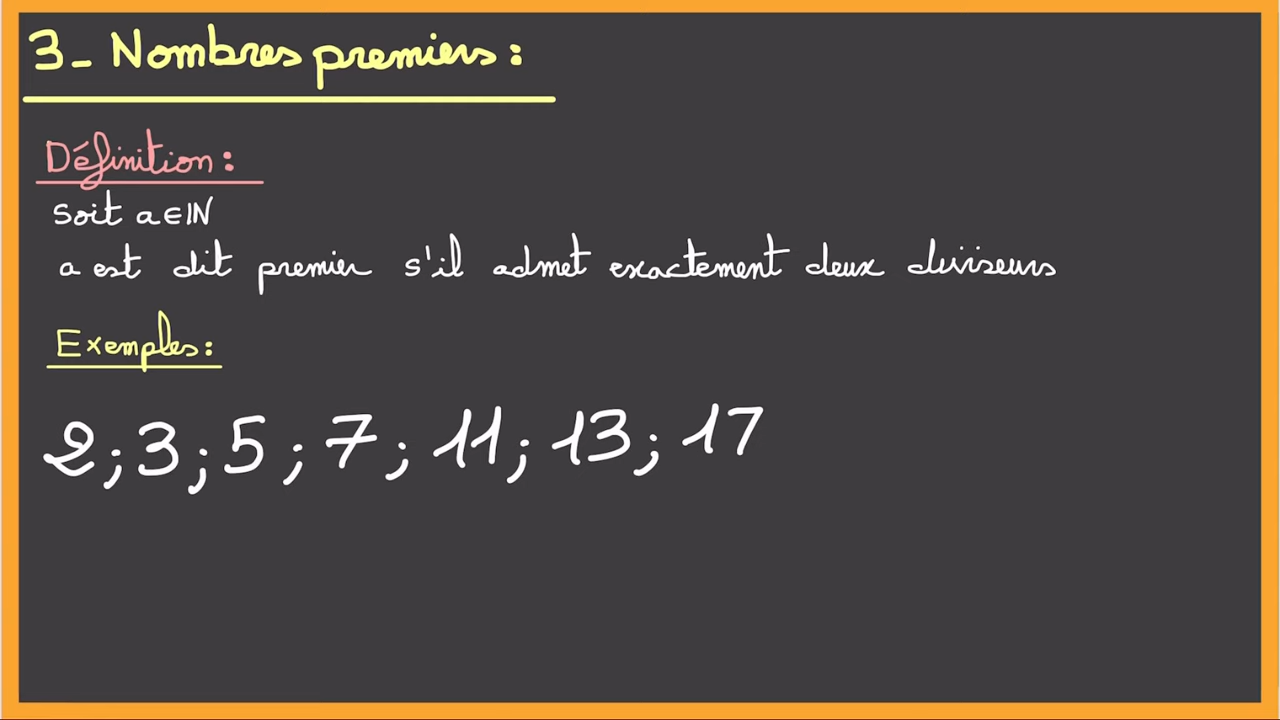 3- Nombres premiers :
Définition :
Soit a ∈ ℕ
a est dit premier s'il admet exactement deux diviseurs
Exemples :
2 ; 3 ; 5 ; 7 ; 11 ; 13 ; 17